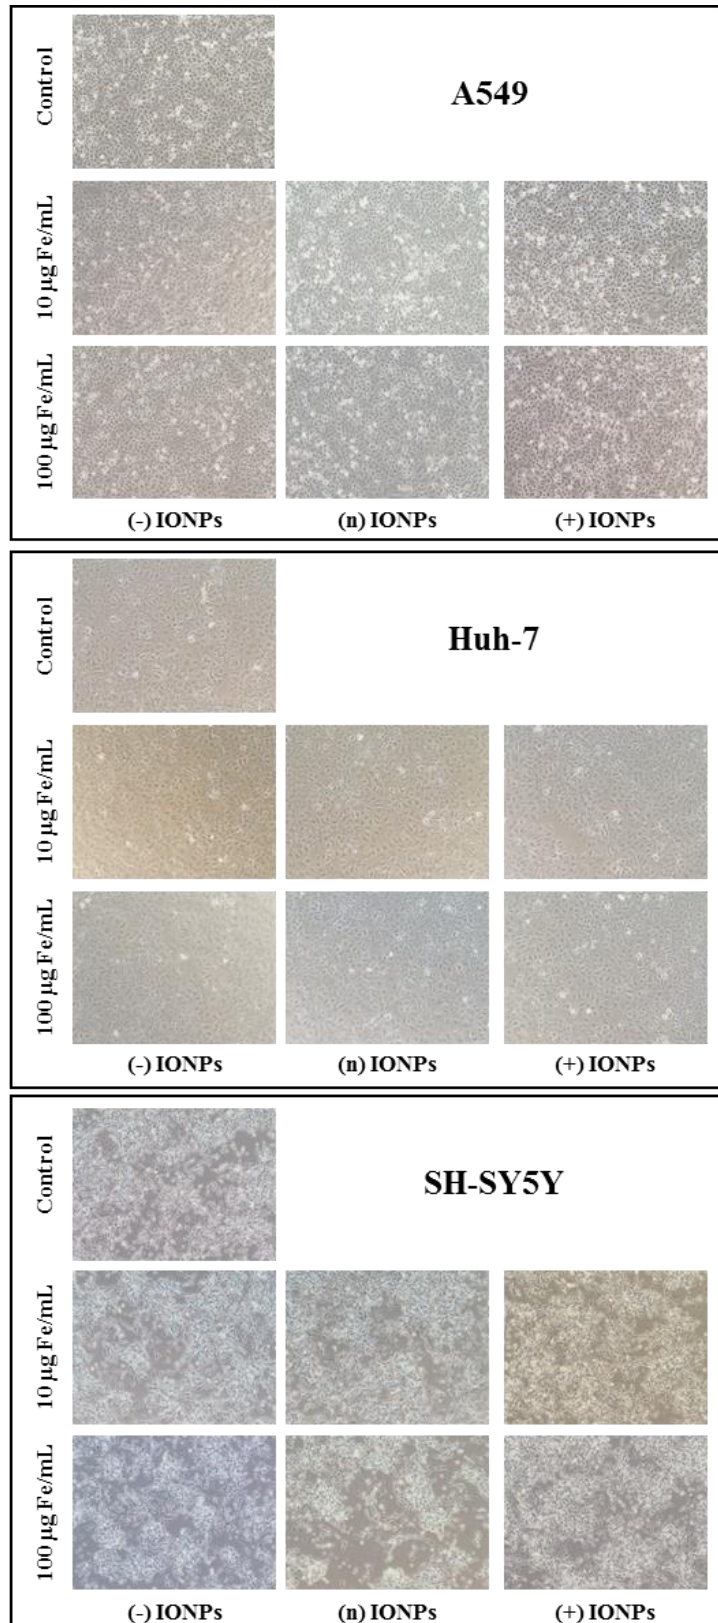 Control
A549
10 µg Fe/mL
100 µg Fe/mL
(-) IONPs
(n) IONPs
(+) IONPs
Control
Huh-7
10 µg Fe/mL
100 µg Fe/mL
(-) IONPs
(n) IONPs
(+) IONPs
Control
SH-SY5Y
10 µg Fe/mL
100 µg Fe/mL
(-) IONPs
(n) IONPs
(+) IONPs